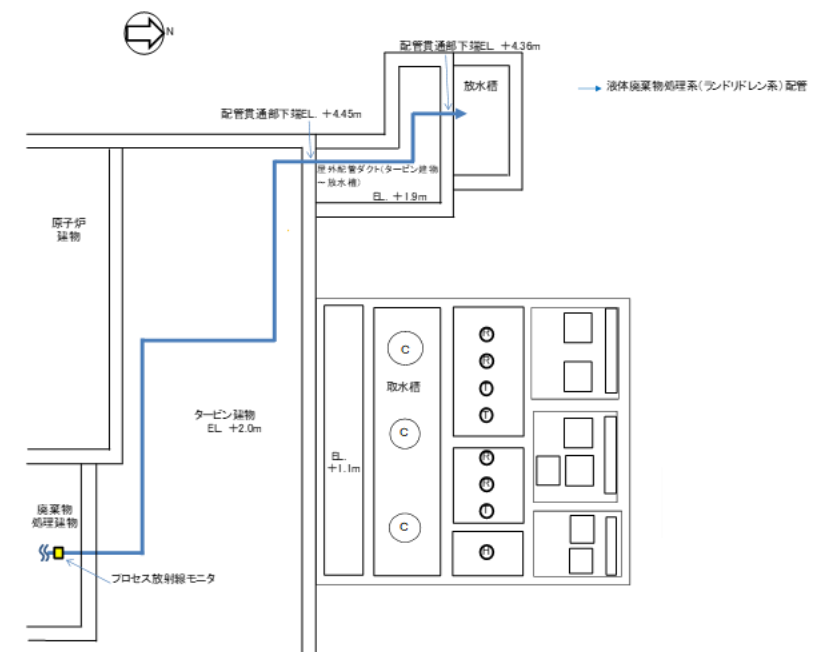 N
配管貫通部下端EL. +4.36m
放水槽
液体廃棄物処理系(ランドリドレン系)配管
配管貫通部下端EL. +4.45m
屋外配管ダクト(タービン建物
~放水槽)
EL. +1.9m
原子炉
建物
C
取水槽
C
C
R
R
T
T
H
R
T
H
タービン建物
EL. +2.0m
EL.
+1.1m
廃棄物
処理建物
プロセス放射線モニタ